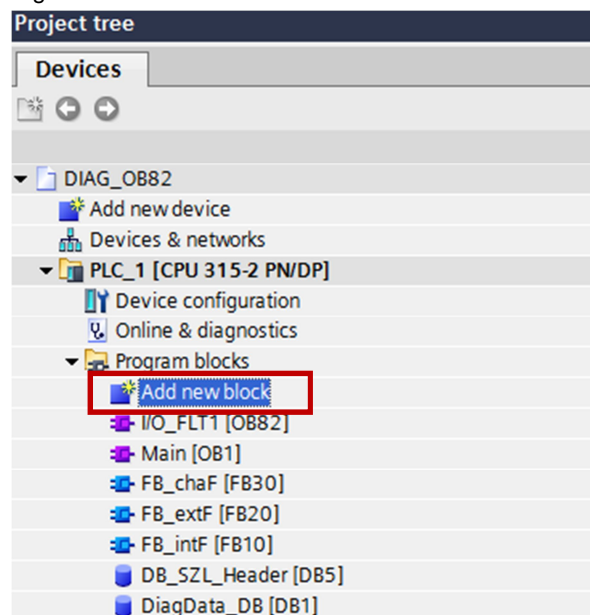 Project tree
Devices
DIAG_OB82
Add new device
Devices & networks
PLC_1 [CPU 315-2 PN/DP]
Device configuration
Online & diagnostics
Program blocks
Add new block
I/O_FLT1 [OB82]
Main [OB1]
FB_chaF [FB30]
FB_extF [FB20]
FB_intF [FB10]
DB_SZL_Header [DB5]
DiagData_DB [DB1]